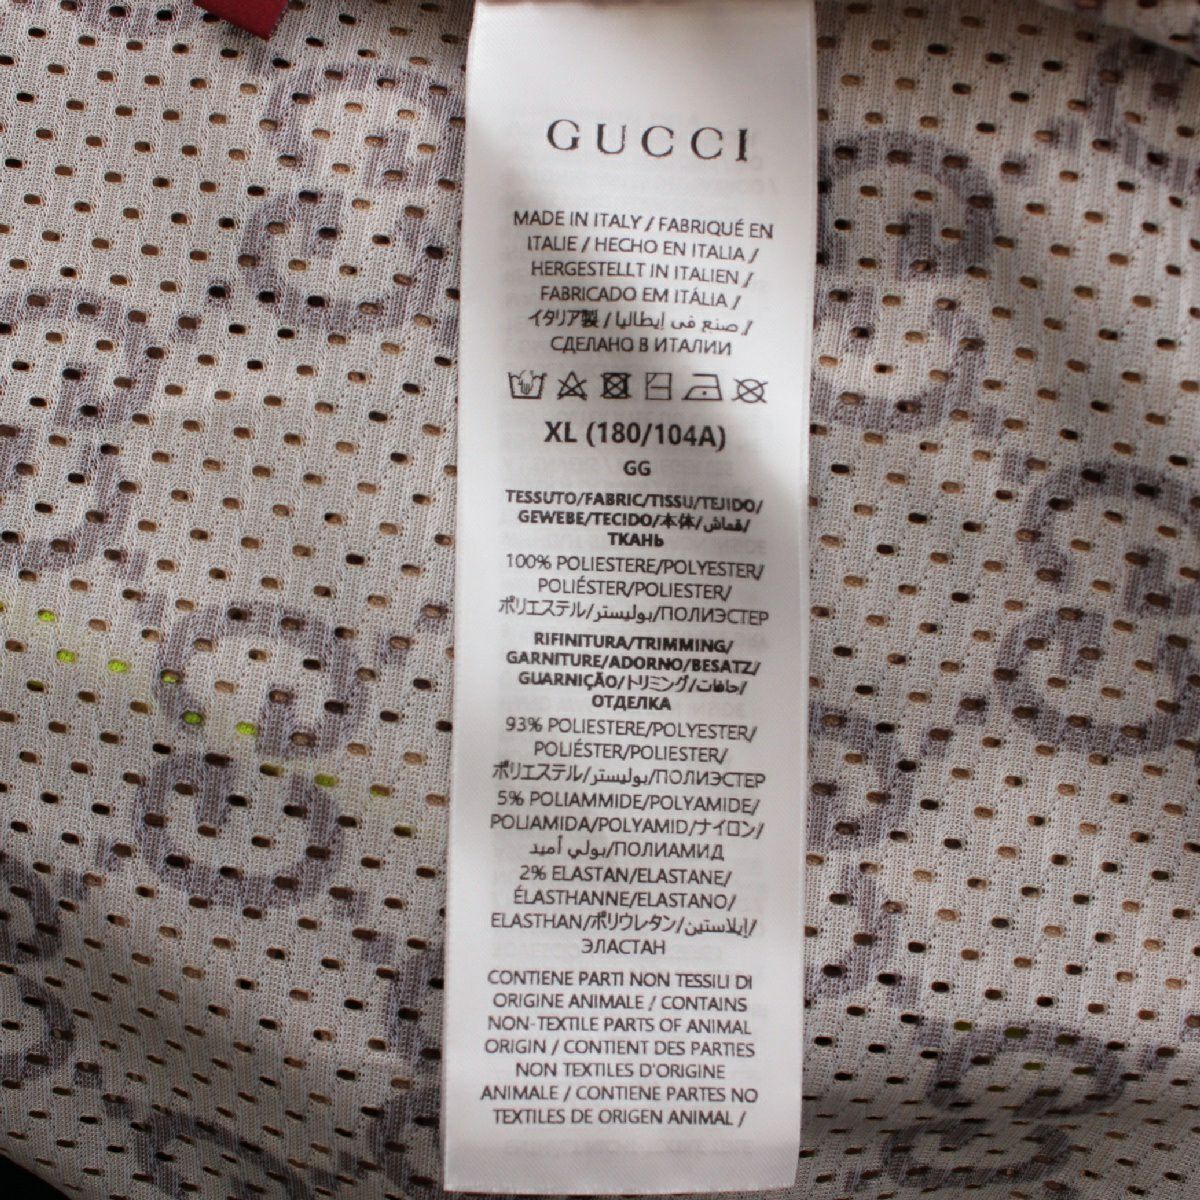 GUCCI
MADE IN ITALY / FABRIQUÉ EN
ITALIE / HECHO EN ITALIA /
HERGESTELLT IN ITALIEN /
FABRICADO EM ITÁLIA /
イタリア製 / صنع في إيطاليا /
СДЕЛАНО В ИТАЛИИ
XL (180/104A)
GG
TESSUTO/FABRIC/TISSU/TEJIDO/
GEWEBE/TECIDO/本体/قماش/
ТКАНЬ
100% POLIESTERE/POLYESTER/
POLIÉSTER/POLIESTER/
ポリエステル/بوليستر/ПОЛИЭСТЕР
RIFINITURA/TRIMMING/
GARNITURE/ADORNO/BESATZ/
GUARNIÇÃO/トリミング/حافات/
ОТДЕЛКА
93% POLIESTERE/POLYESTER/
POLIÉSTER/POLIESTER/
ポリエステル/بوليستر/ПОЛИЭСТЕР
5% POLIAMMIDE/POLYAMIDE/
POLIAMIDA/POLYAMID/ナイロン/
بولي أميد/ПОЛИАМИД
2% ELASTAN/ELASTANE/
ÉLASTHANNE/ELASTANO/
ELASTHAN/ポリウレタン/إيلاستين/
ЭЛАСТАН
CONTIENE PARTI NON TESSILI DI
ORIGINE ANIMALE / CONTAINS
NON-TEXTILE PARTS OF ANIMAL
ORIGIN / CONTIENT DES PARTIES
NON TEXTILES D'ORIGINE
ANIMALE / CONTIENE PARTES NO
TEXTILES DE ORIGEN ANIMAL /